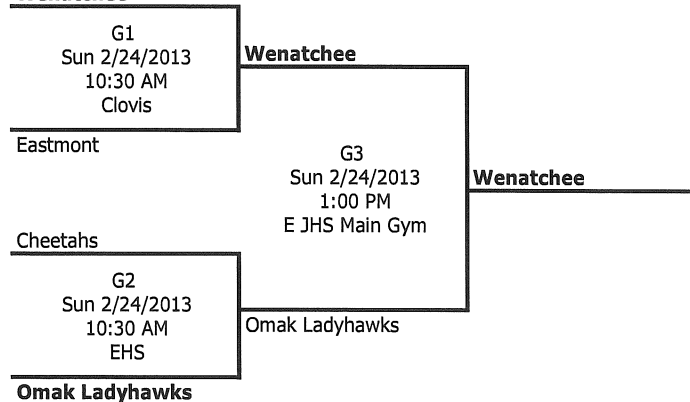 Wenatchee
G1
Sun 2/24/2013
10:30 AM
Clovis
Wenatchee
Eastmont
G3
Sun 2/24/2013
1:00 PM
E JHS Main Gym
Wenatchee
Cheetahs
G2
Sun 2/24/2013
10:30 AM
EHS
Omak Ladyhawks
Omak Ladyhawks